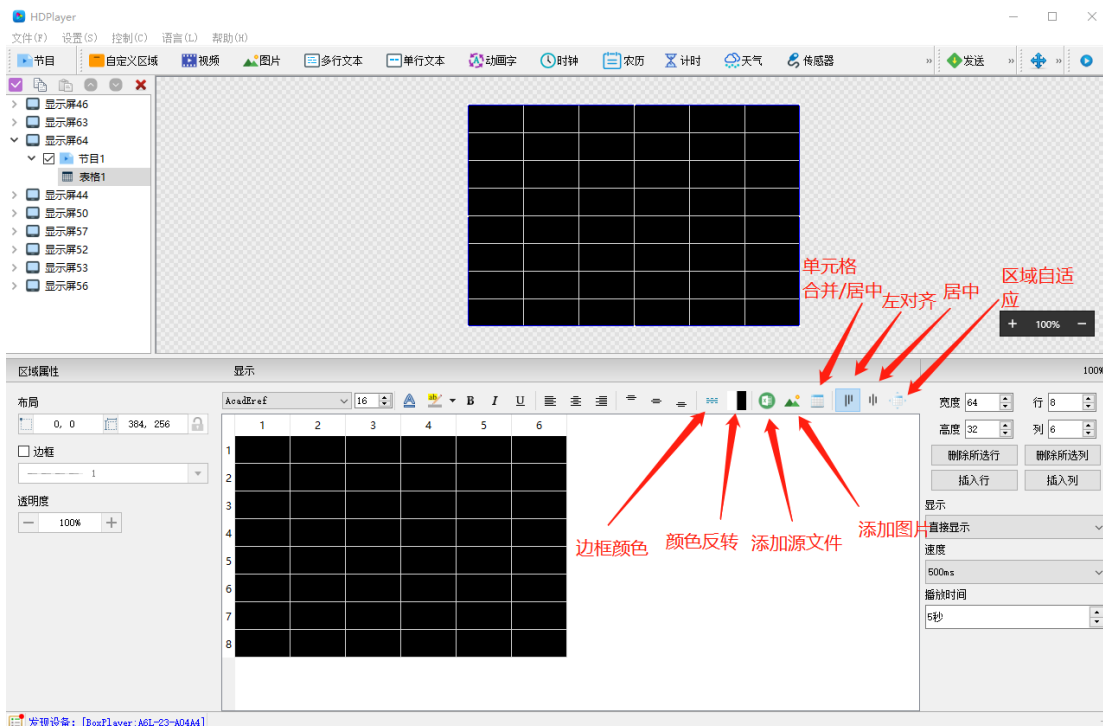 HDPlayer
文件(F) 设置(S) 控制(C) 语言(L) 帮助(H)
节目 自定义区域 视频 图片 多行文本 单行文本 动画字 时钟 农历 计时 天气 传感器 » 发送 » »
显示屏46
显示屏63
显示屏64
节目1
表格1
显示屏44
显示屏50
显示屏57
显示屏52
显示屏53
显示屏56
单元格
合并/居中
左对齐
居中
区域自适
应
+ 100% −
区域属性 显示 100%
布局
0, 0 384, 256
边框
1
透明度
− 100% +
AcadEref 16 B I U
1 2 3 4 5 6
1
2
3
4
5
6
7
8
边框颜色
颜色反转
添加源文件
添加图片
宽度 64 行 8
高度 32 列 6
删除所选行 删除所选列
插入行 插入列
显示
直接显示
速度
500ms
播放时间
5秒
发现设备: [BoxPlayer:A6L-23-A04A4]